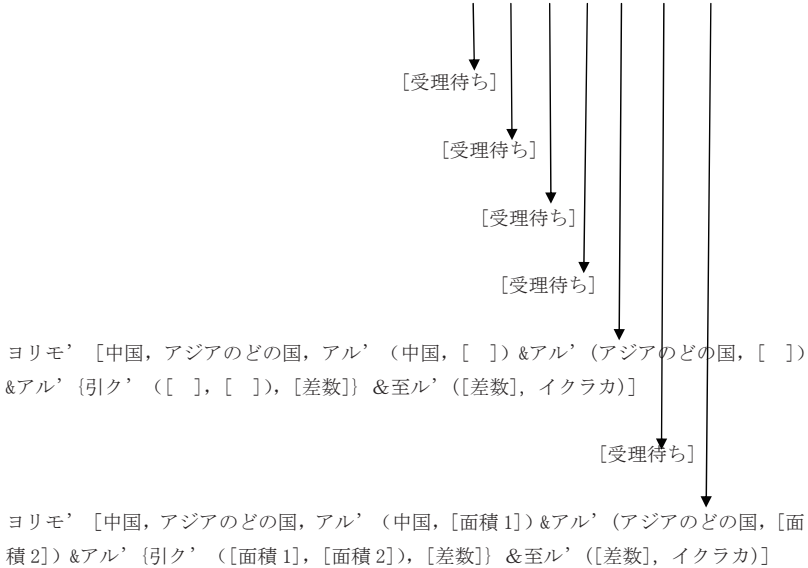 [受理待ち]
[受理待ち]
[受理待ち]
[受理待ち]
ヨリモ’ [中国，アジアのどの国，アル’（中国，[ ]）&アル’(アジアのどの国，[ ]）
&アル’{引ク’（[ ]，[ ]），[差数]} ＆至ル’([差数]，イクラカ)]
[受理待ち]
ヨリモ’ [中国，アジアのどの国，アル’（中国，[面積1]）&アル’(アジアのどの国，[面
積2]）&アル’{引ク’（[面積1]，[面積2]），[差数]} ＆至ル’([差数]，イクラカ)]